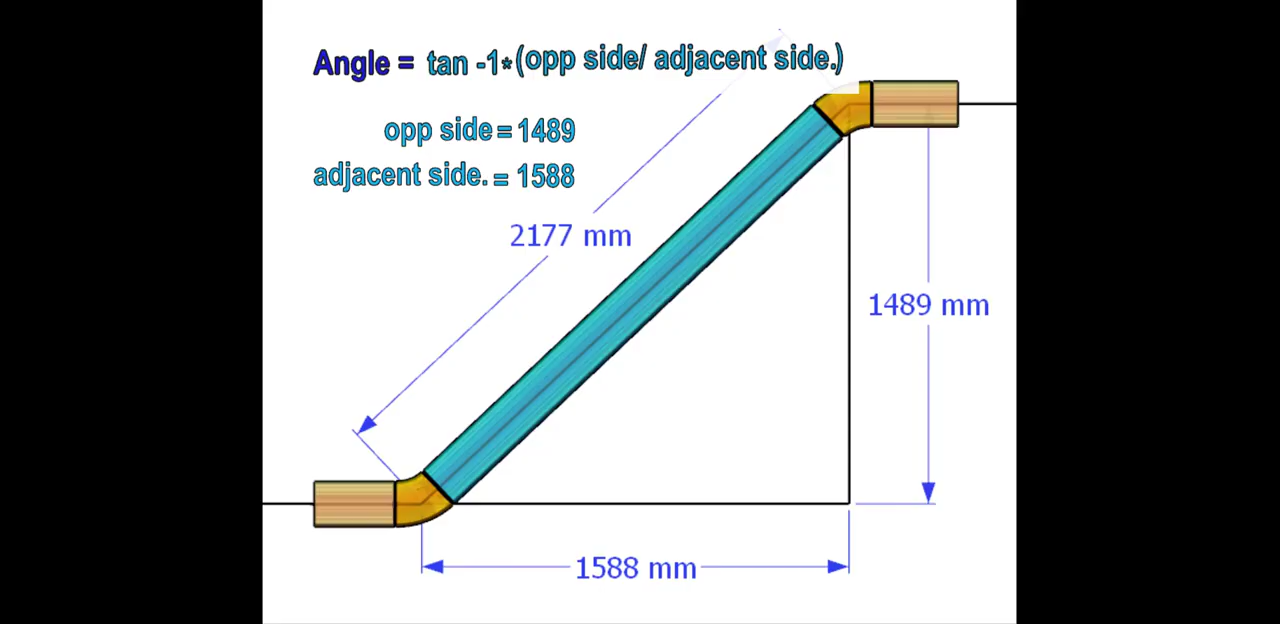 Angle = tan -1*(opp side/ adjacent side.)
opp side = 1489
adjacent side. = 1588
2177 mm
1489 mm
1588 mm